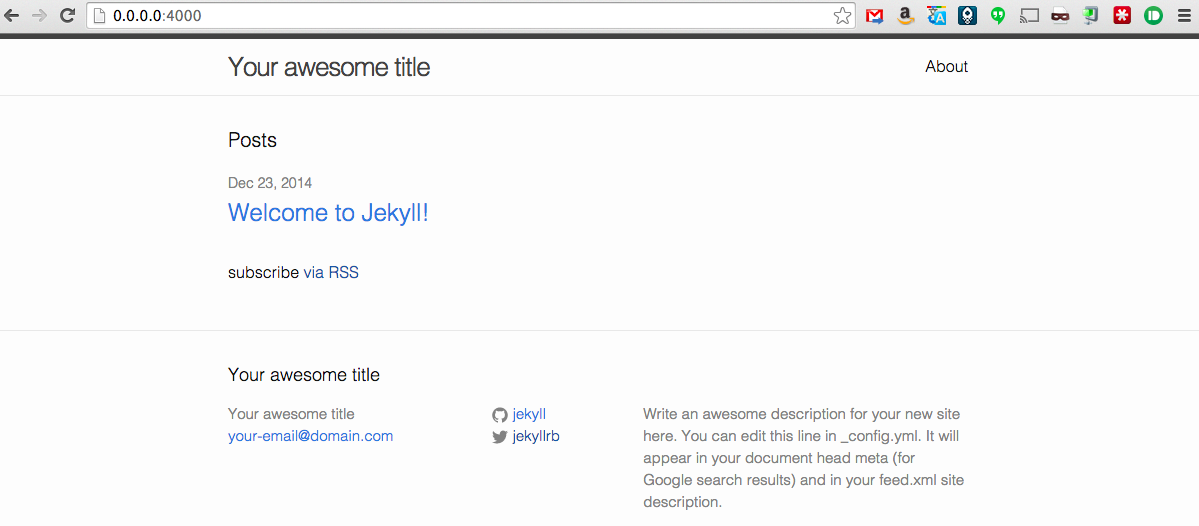 0.0.0.0:4000
Your awesome title
About
Posts
Dec 23, 2014
Welcome to Jekyll!
subscribe via RSS
Your awesome title
Your awesome title
your-email@domain.com
jekyll
jekyllrb
Write an awesome description for your new site
here. You can edit this line in _config.yml. It will
appear in your document head meta (for
Google search results) and in your feed.xml site
description.